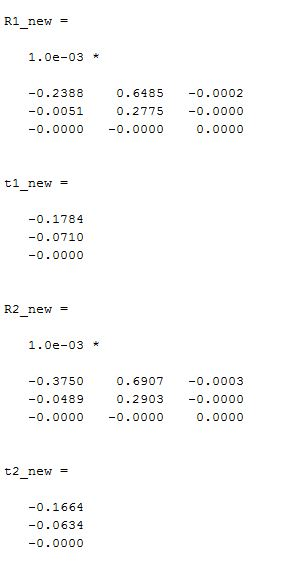 R1_new =
1.0e-03 *
-0.2388 0.6485 -0.0002
-0.0051 0.2775 -0.0000
-0.0000 -0.0000 0.0000
t1_new =
-0.1784
-0.0710
-0.0000
R2_new =
1.0e-03 *
-0.3750 0.6907 -0.0003
-0.0489 0.2903 -0.0000
-0.0000 -0.0000 0.0000
t2_new =
-0.1664
-0.0634
-0.0000